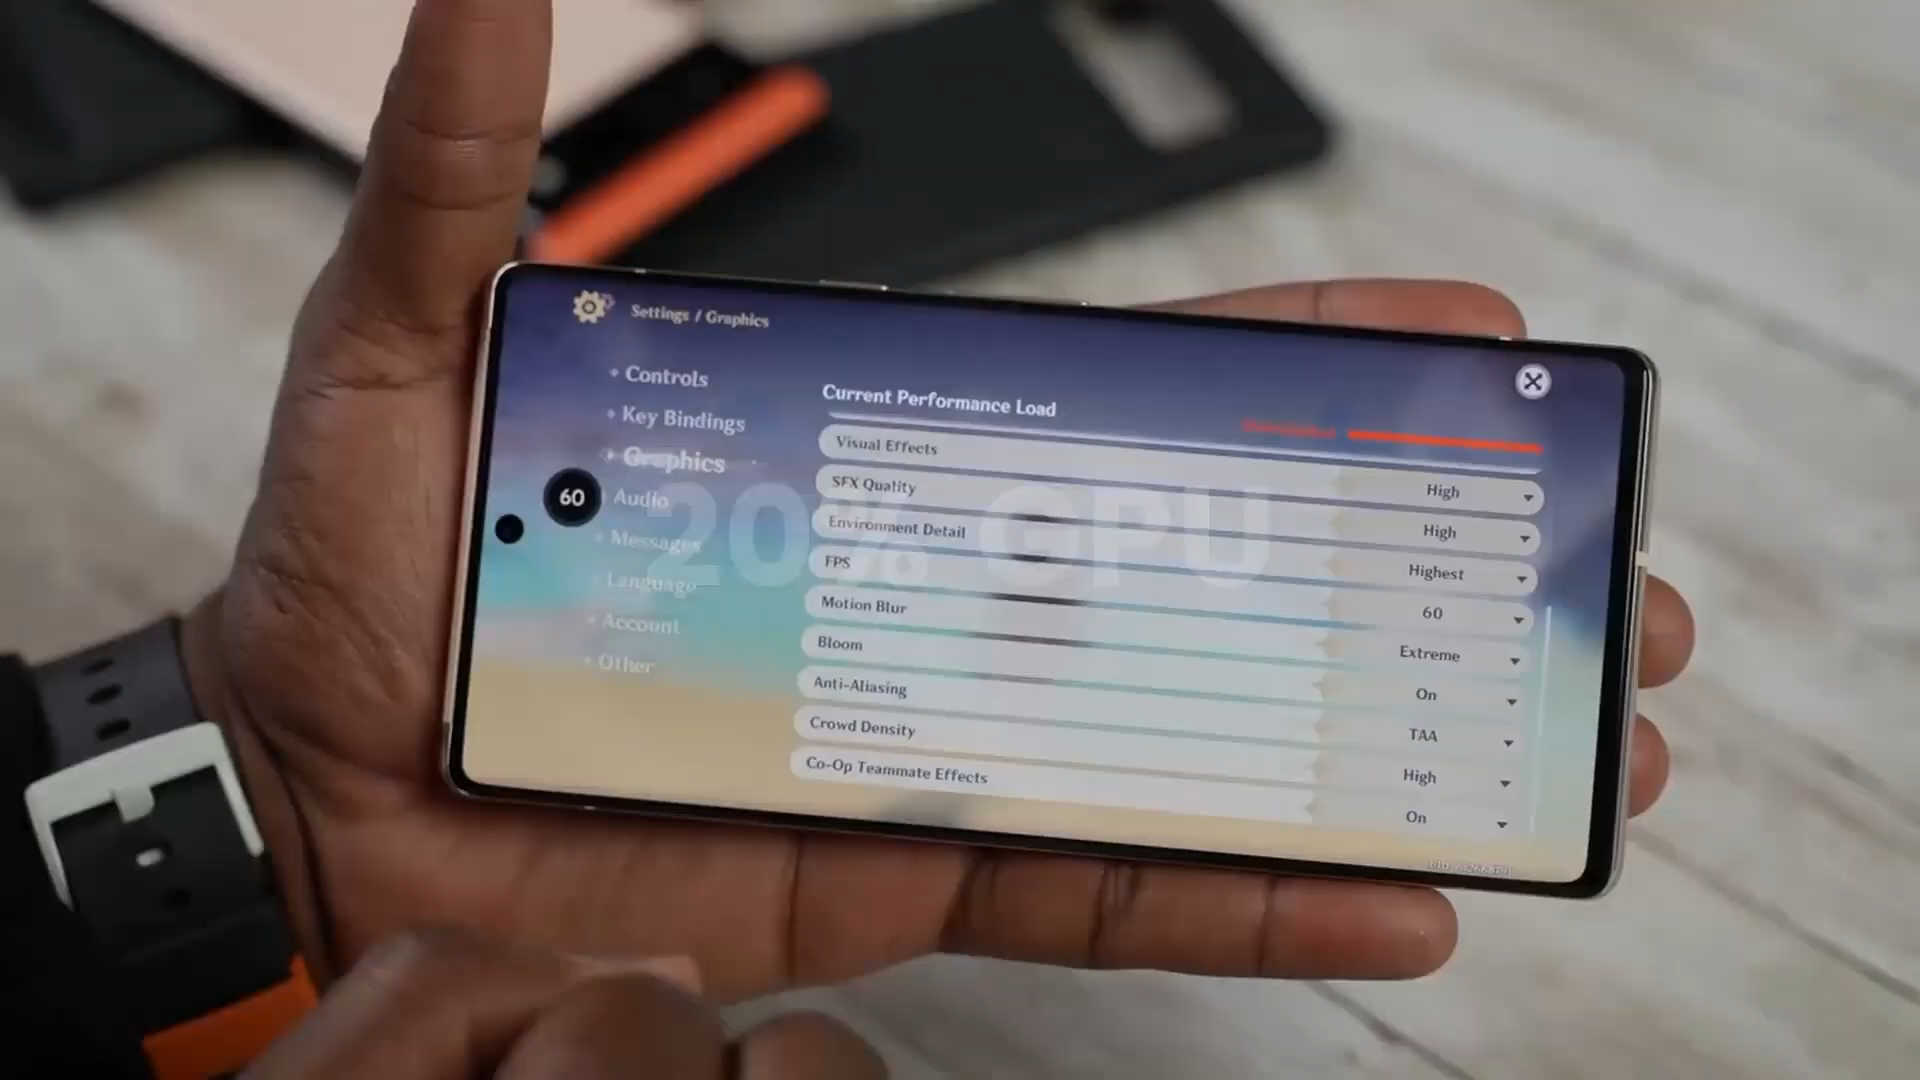 Settings / Graphics
Controls
Key Bindings
Graphics
Audio
Messages
Language
Account
Other
60
Current Performance Load
Visual Effects High
SFX Quality High
Environment Detail Highest
FPS 60
Motion Blur Extreme
Bloom On
Anti-Aliasing TAA
Crowd Density High
Co-Op Teammate Effects On
20% GPU